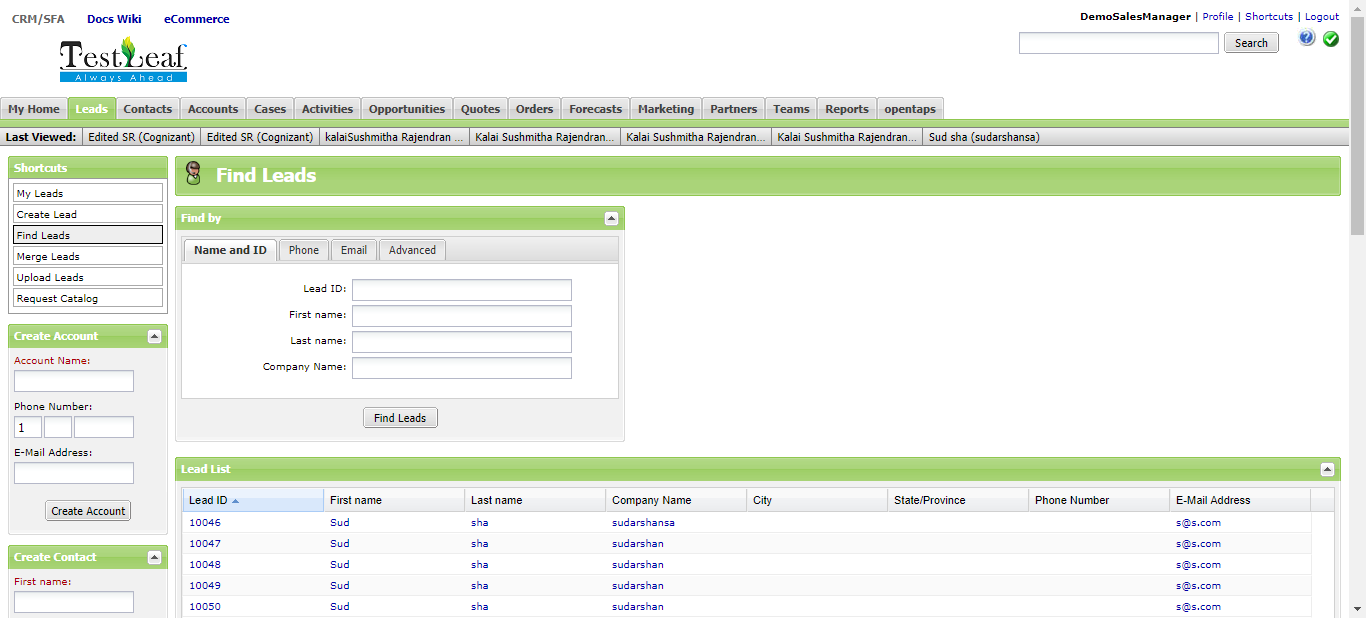 CRM/SFA Docs Wiki eCommerce
DemoSalesManager | Profile | Shortcuts | Logout
Search
TestLeaf
Always Ahead
My Home Leads Contacts Accounts Cases Activities Opportunities Quotes Orders Forecasts Marketing Partners Teams Reports opentaps
Last Viewed: Edited SR (Cognizant) Edited SR (Cognizant) kalaiSushmitha Rajendran ... Kalai Sushmitha Rajendran... Kalai Sushmitha Rajendran... Kalai Sushmitha Rajendran... Sud sha (sudarshansa)
Shortcuts
My Leads
Create Lead
Find Leads
Merge Leads
Upload Leads
Request Catalog
Create Account
Account Name:
Phone Number:
1
E-Mail Address:
Create Account
Create Contact
First name:
Find Leads
Find by
Name and ID Phone Email Advanced
Lead ID:
First name:
Last name:
Company Name:
Find Leads
Lead List
Lead ID First name Last name Company Name City State/Province Phone Number E-Mail Address
10046 Sud sha sudarshansa s@s.com
10047 Sud sha sudarshan s@s.com
10048 Sud sha sudarshan s@s.com
10049 Sud sha sudarshan s@s.com
10050 Sud sha sudarshan s@s.com